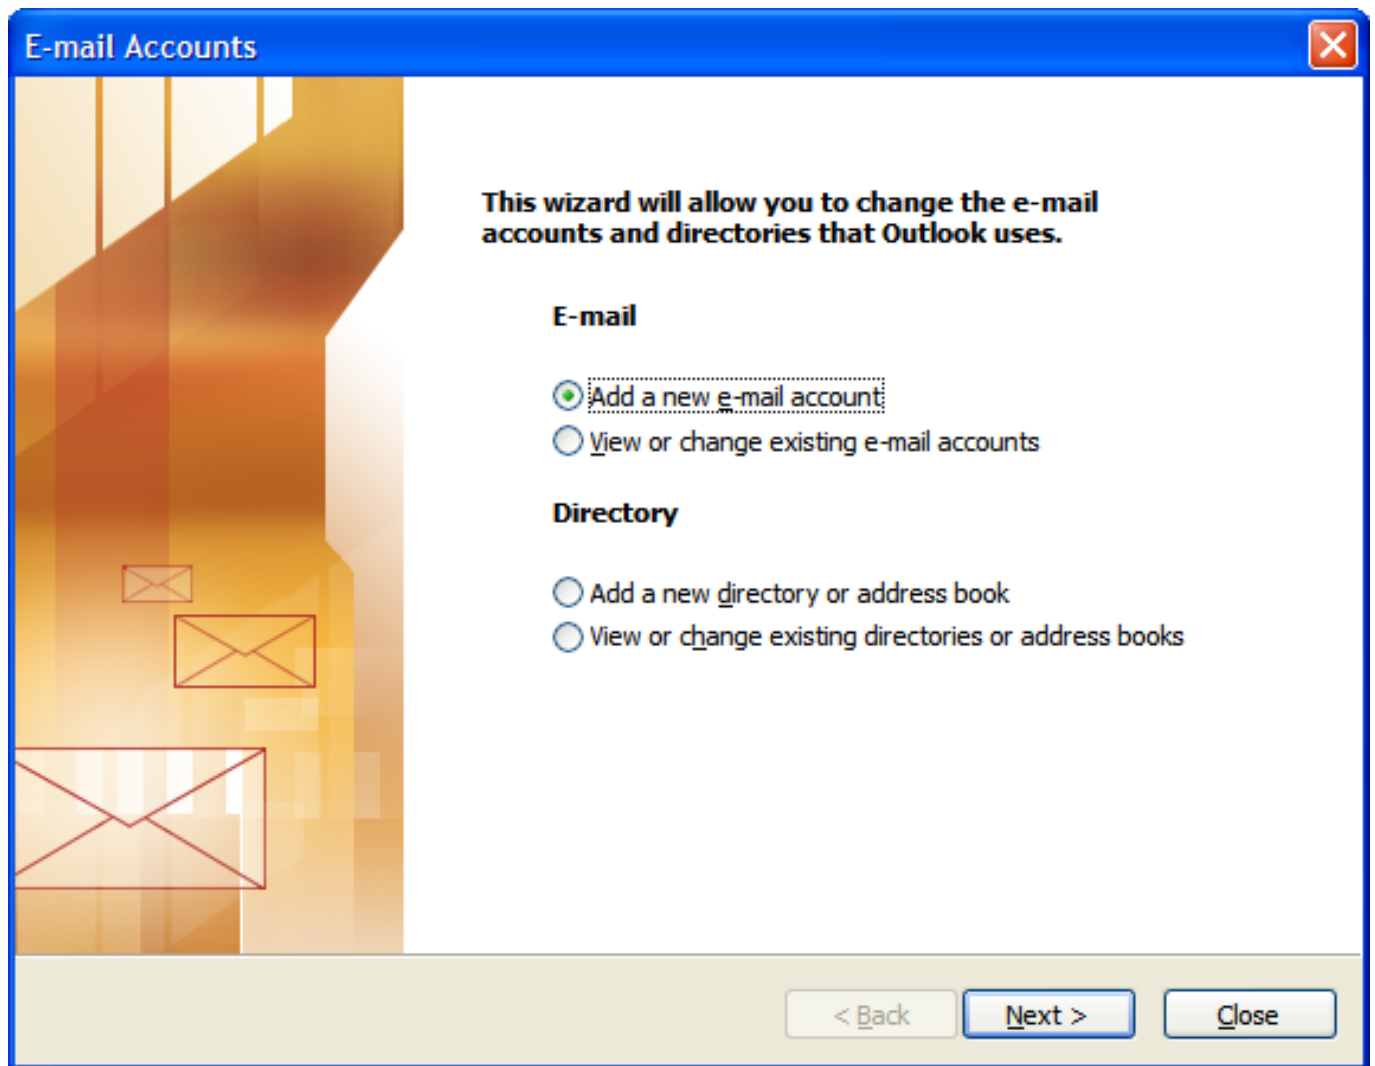 E-mail Accounts
This wizard will allow you to change the e-mail
accounts and directories that Outlook uses.
E-mail
Add a new e-mail account
View or change existing e-mail accounts
Directory
Add a new directory or address book
View or change existing directories or address books
< Back
Next >
Close